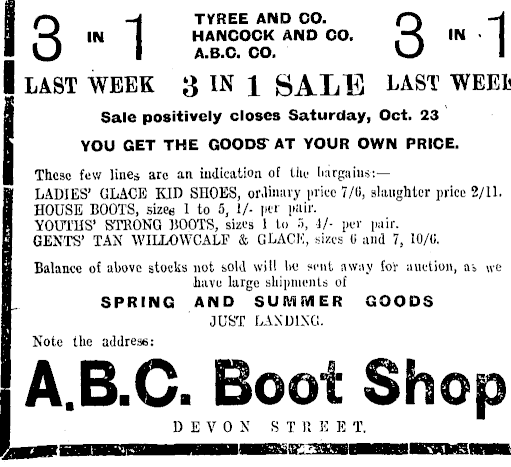 3 IN 1 TYREE AND CO. 3 IN 1
HANCOCK AND CO.
A.B.C. CO.
LAST WEEK 3 IN 1 SALE LAST WEEK
Sale positively closes Saturday, Oct. 23
YOU GET THE GOODS AT YOUR OWN PRICE.
These few lines are an indication of the bargains:—
LADIES' GLACE KID SHOES, ordinary price 7/6, slaughter price 2/11.
HOUSE BOOTS, sizes 1 to 5, 1/- per pair.
YOUTHS' STRONG BOOTS, sizes 1 to 5, 4/- per pair.
GENTS' TAN WILLOWCALF & GLACE, sizes 6 and 7, 10/6.
Balance of above stocks not sold will be sent away for auction, as we
have large shipments of
SPRING AND SUMMER GOODS
JUST LANDING.
Note the address:
A.B.C. Boot Shop
DEVON STREET.